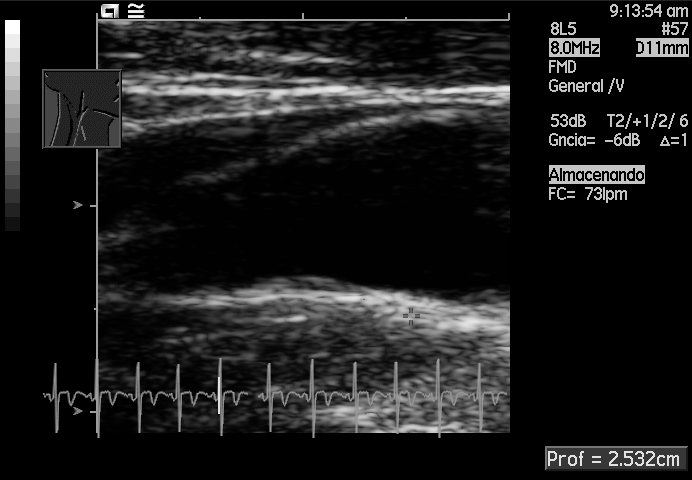 9:13:54 am
8L5 #57
8.0MHz 011mm
FMD
General /V
53dB T2/+1/2/ 6
Gncia= -6dB Δ=1
Almacenando
FC= 73lpm
Prof = 2.532cm